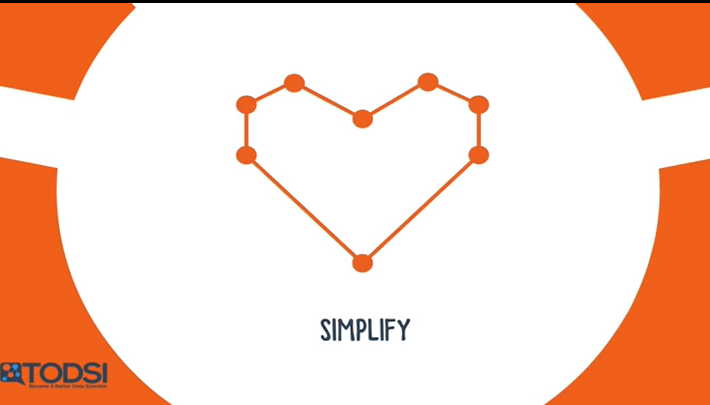 SIMPLIFY
TODSI
Become A Better Data Scientist